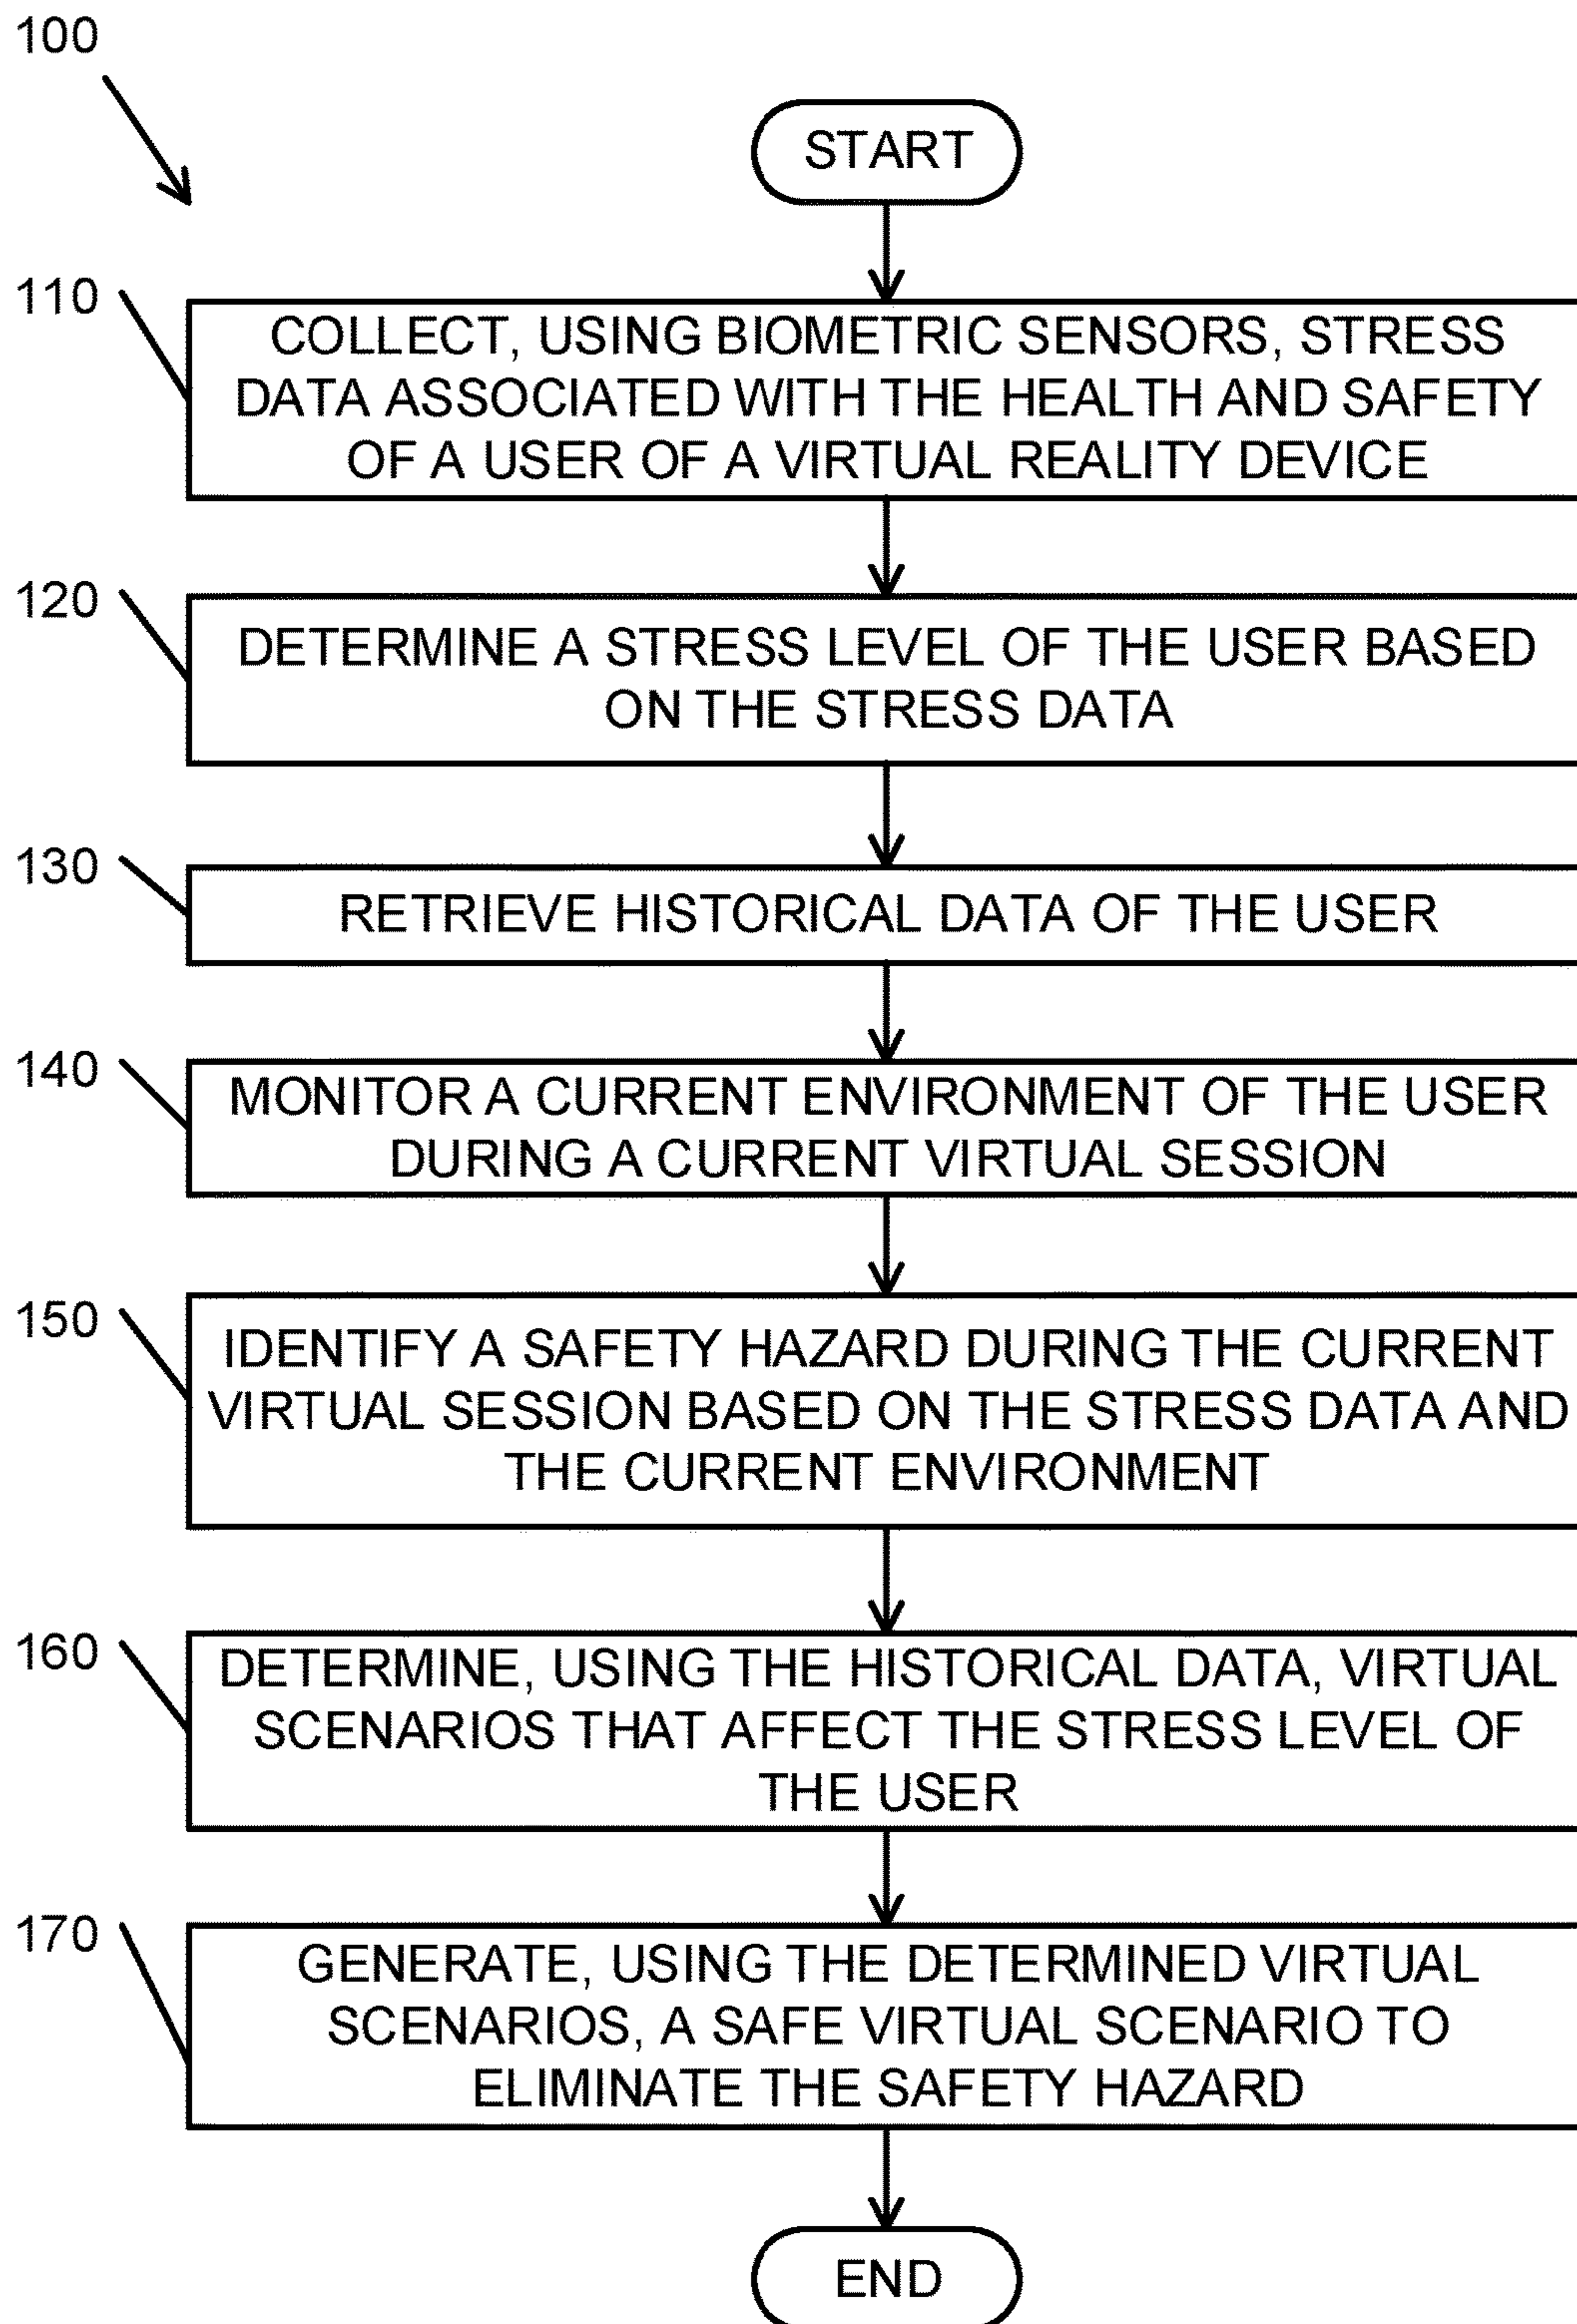 100
START
110
COLLECT, USING BIOMETRIC SENSORS, STRESS
DATA ASSOCIATED WITH THE HEALTH AND SAFETY
OF A USER OF A VIRTUAL REALITY DEVICE
120
DETERMINE A STRESS LEVEL OF THE USER BASED
ON THE STRESS DATA
130
RETRIEVE HISTORICAL DATA OF THE USER
140
MONITOR A CURRENT ENVIRONMENT OF THE USER
DURING A CURRENT VIRTUAL SESSION
150
IDENTIFY A SAFETY HAZARD DURING THE CURRENT
VIRTUAL SESSION BASED ON THE STRESS DATA AND
THE CURRENT ENVIRONMENT
160
DETERMINE, USING THE HISTORICAL DATA, VIRTUAL
SCENARIOS THAT AFFECT THE STRESS LEVEL OF
THE USER
170
GENERATE, USING THE DETERMINED VIRTUAL
SCENARIOS, A SAFE VIRTUAL SCENARIO TO
ELIMINATE THE SAFETY HAZARD
END